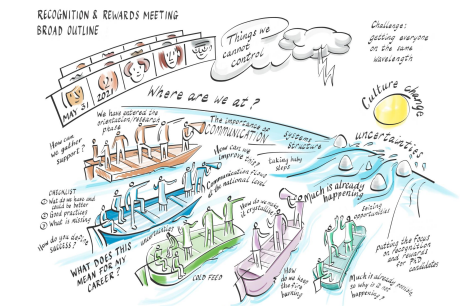 RECOGNITION & REWARDS MEETING
BROAD OUTLINE
MAY 31
2021
Things we
cannot
control
Challenge:
getting everyone
on the same
wavelength
Culture change
Where are we at?
We have entered the
orientation/research
phase
The importance of
COMMUNICATION
Systems
Structure
uncertainties
How can
we gather
support?
How can we
improve this?
taking baby
steps
Communication
at the national level
Much is already
happening
seizing
opportunities
CHECKLIST
What do we have and
could be better
Good practices
What is missing
How do you define
success?
WHAT DOES THIS
MEAN FOR MY
CAREER?
uncertainty
COLD FEED
How do we make
it crystallise
How
do we keep the
fire burning
putting the focus
on recognition
and rewards
for PhD
candidates
Much is already possible
so why is it not
happening?